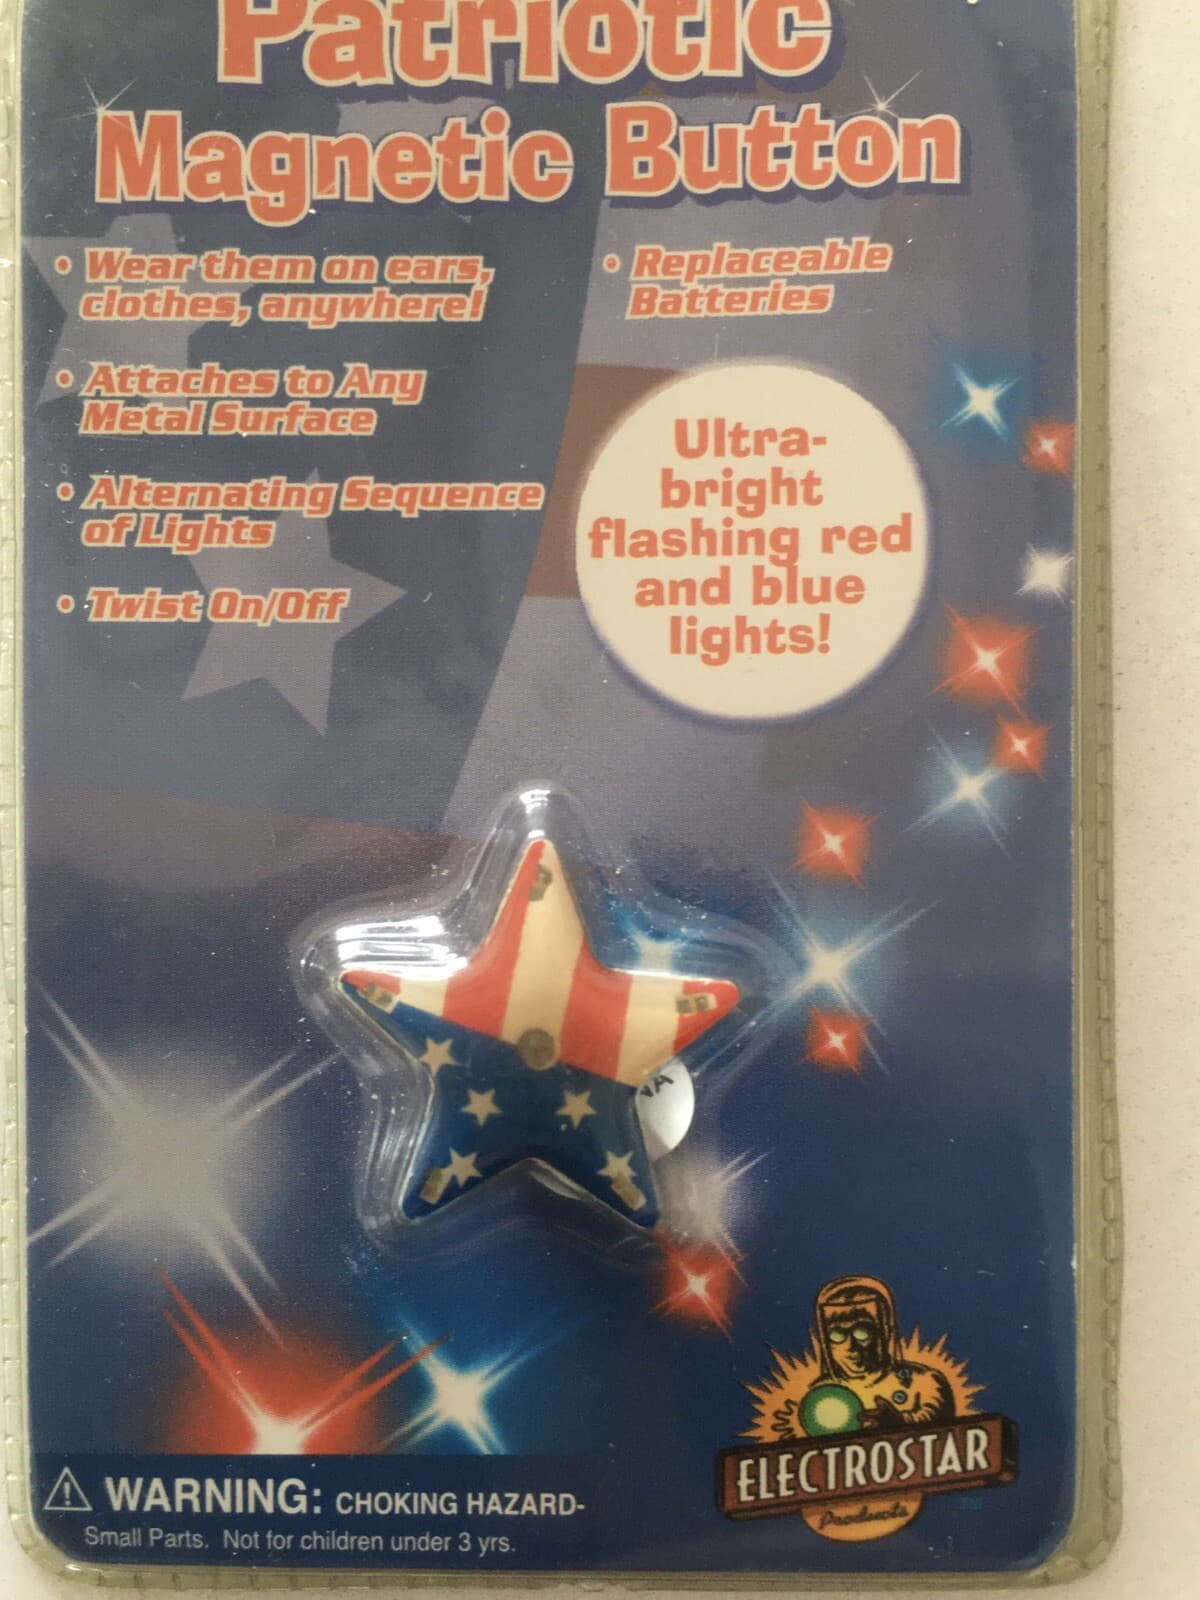 Patriotic
Magnetic Button
• Wear them on ears,
clothes, anywhere!
• Attaches to Any
Metal Surface
• Alternating Sequence
of Lights
• Twist On/Off
• Replaceable
Batteries
Ultra-
bright
flashing red
and blue
lights!
WARNING: CHOKING HAZARD-
Small Parts. Not for children under 3 yrs.
ELECTROSTAR
Products
TM